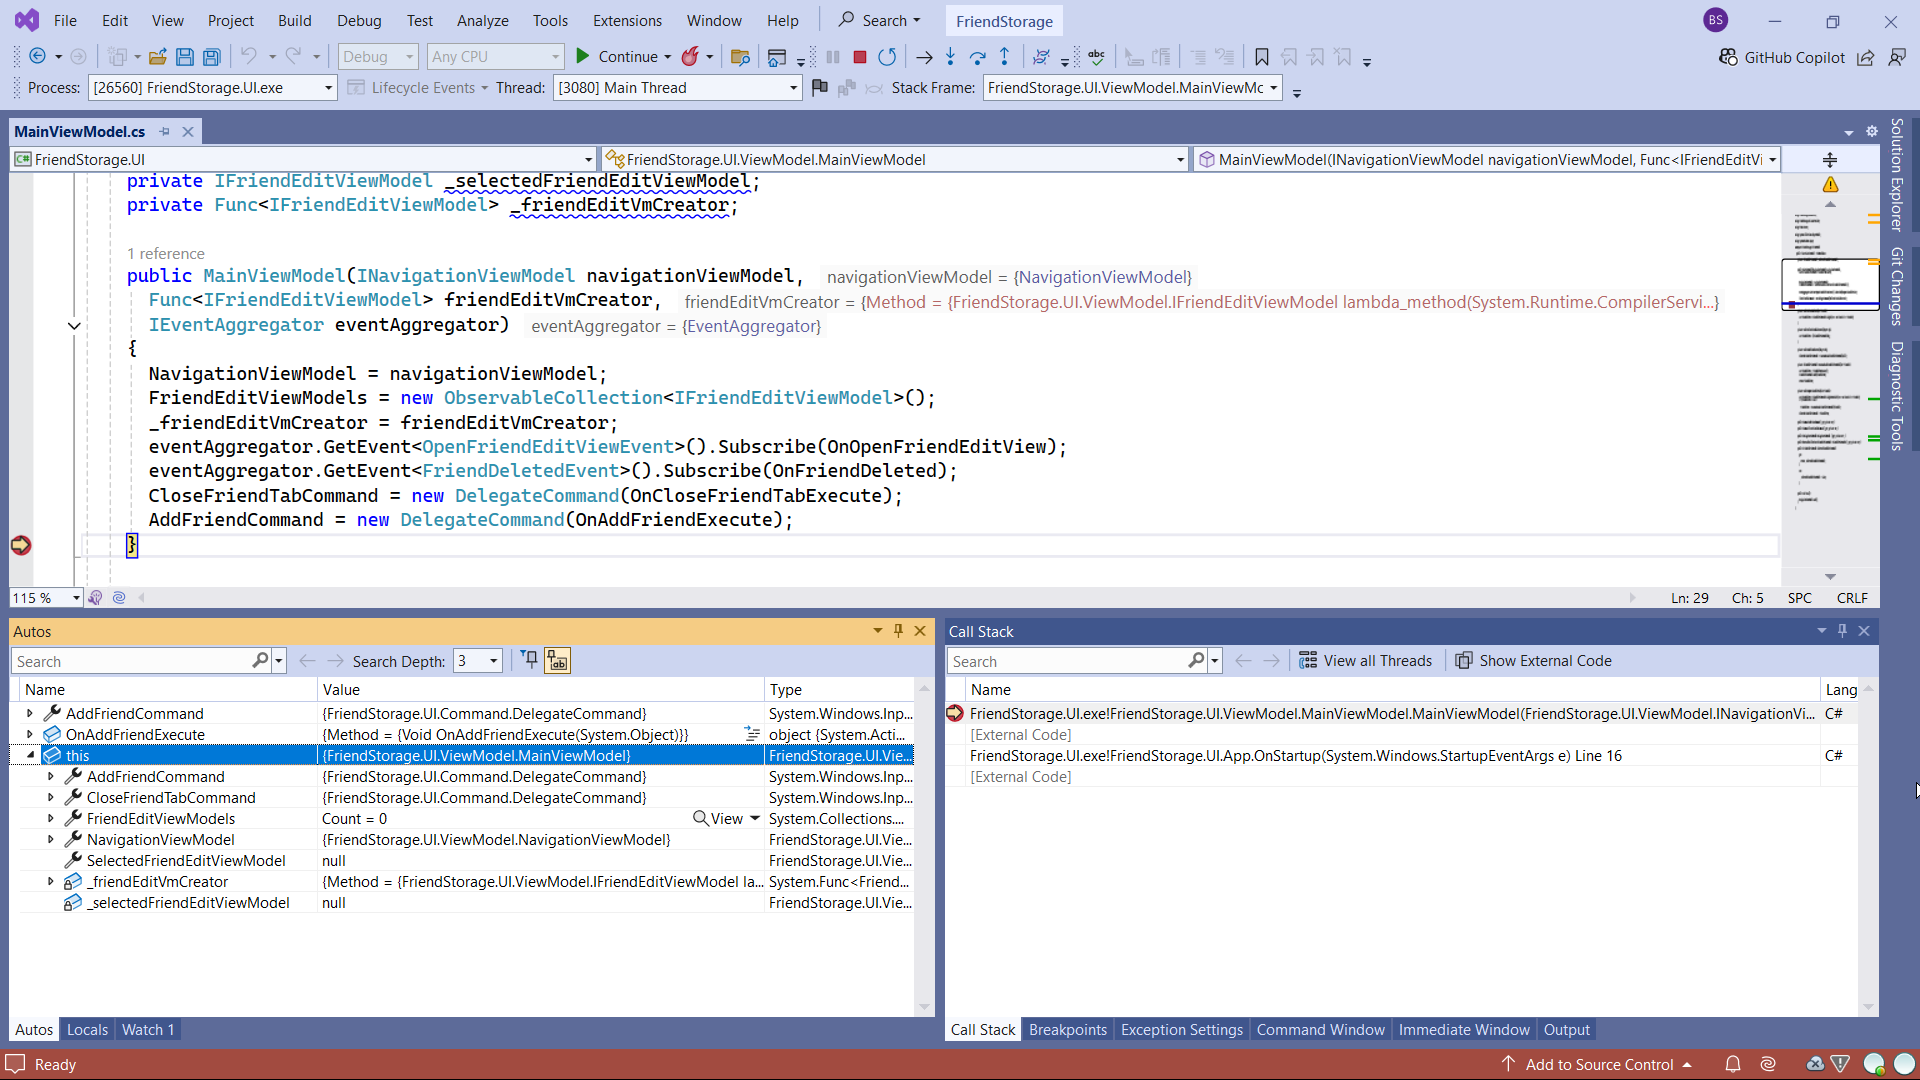 File Edit View Project Build Debug Test Analyze Tools Extensions Window Help Search FriendStorage BS
Debug Any CPU Continue abc GitHub Copilot
Process: [26560] FriendStorage.UI.exe Lifecycle Events Thread: [3080] Main Thread Stack Frame: FriendStorage.UI.ViewModel.MainViewMc
MainViewModel.cs
FriendStorage.UI FriendStorage.UI.ViewModel.MainViewModel MainViewModel(INavigationViewModel navigationViewModel, Func<IFriendEditVi
private IFriendEditViewModel _selectedFriendEditViewModel;
private Func<IFriendEditViewModel> _friendEditVmCreator;
1 reference
public MainViewModel(INavigationViewModel navigationViewModel, navigationViewModel = {NavigationViewModel}
Func<IFriendEditViewModel> friendEditVmCreator, friendEditVmCreator = {Method = {FriendStorage.UI.ViewModel.IFriendEditViewModel lambda_method(System.Runtime.CompilerServi...}
IEventAggregator eventAggregator) eventAggregator = {EventAggregator}
{
NavigationViewModel = navigationViewModel;
FriendEditViewModels = new ObservableCollection<IFriendEditViewModel>();
_friendEditVmCreator = friendEditVmCreator;
eventAggregator.GetEvent<OpenFriendEditViewEvent>().Subscribe(OnOpenFriendEditView);
eventAggregator.GetEvent<FriendDeletedEvent>().Subscribe(OnFriendDeleted);
CloseFriendTabCommand = new DelegateCommand(OnCloseFriendTabExecute);
AddFriendCommand = new DelegateCommand(OnAddFriendExecute);
}
115 % Ln: 29 Ch: 5 SPC CRLF
Solution Explorer
Git Changes
Diagnostic Tools
Autos
Search Search Depth: 3
Name Value Type
AddFriendCommand {FriendStorage.UI.Command.DelegateCommand} System.Windows.Inp...
OnAddFriendExecute {Method = {Void OnAddFriendExecute(System.Object)}} object {System.Acti...
this {FriendStorage.UI.ViewModel.MainViewModel} FriendStorage.UI.Vie...
AddFriendCommand {FriendStorage.UI.Command.DelegateCommand} System.Windows.Inp...
CloseFriendTabCommand {FriendStorage.UI.Command.DelegateCommand} System.Windows.Inp...
FriendEditViewModels Count = 0 View System.Collections....
NavigationViewModel {FriendStorage.UI.ViewModel.NavigationViewModel} FriendStorage.UI.Vie...
SelectedFriendEditViewModel null FriendStorage.UI.Vie...
_friendEditVmCreator {Method = {FriendStorage.UI.ViewModel.IFriendEditViewModel la... System.Func<Friend...
_selectedFriendEditViewModel null FriendStorage.UI.Vie...
Autos Locals Watch 1
Call Stack
Search View all Threads Show External Code
Name Lang
FriendStorage.UI.exe!FriendStorage.UI.ViewModel.MainViewModel.MainViewModel(FriendStorage.UI.ViewModel.INavigationVi... C#
[External Code]
FriendStorage.UI.exe!FriendStorage.UI.App.OnStartup(System.Windows.StartupEventArgs e) Line 16 C#
[External Code]
Call Stack Breakpoints Exception Settings Command Window Immediate Window Output
Ready Add to Source Control